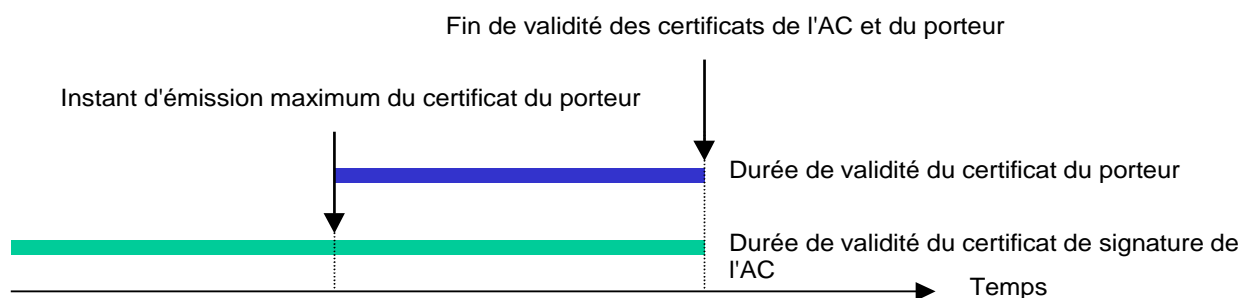 Fin de validité des certificats de l'AC et du porteur
Instant d'émission maximum du certificat du porteur
Durée de validité du certificat du porteur
Durée de validité du certificat de signature de
l'AC
Temps